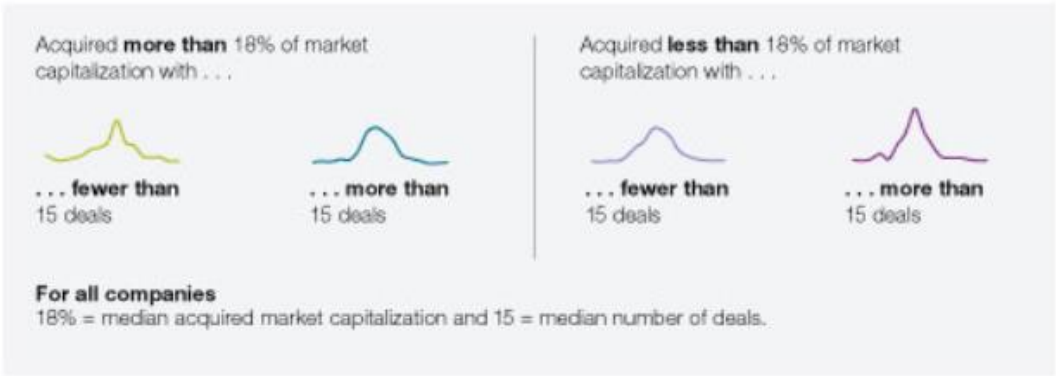 Acquired more than 18% of market
capitalization with . . .
. . . fewer than
15 deals
. . . more than
15 deals
Acquired less than 18% of market
capitalization with . . .
. . . fewer than
15 deals
. . . more than
15 deals
For all companies
18% = median acquired market capitalization and 15 = median number of deals.